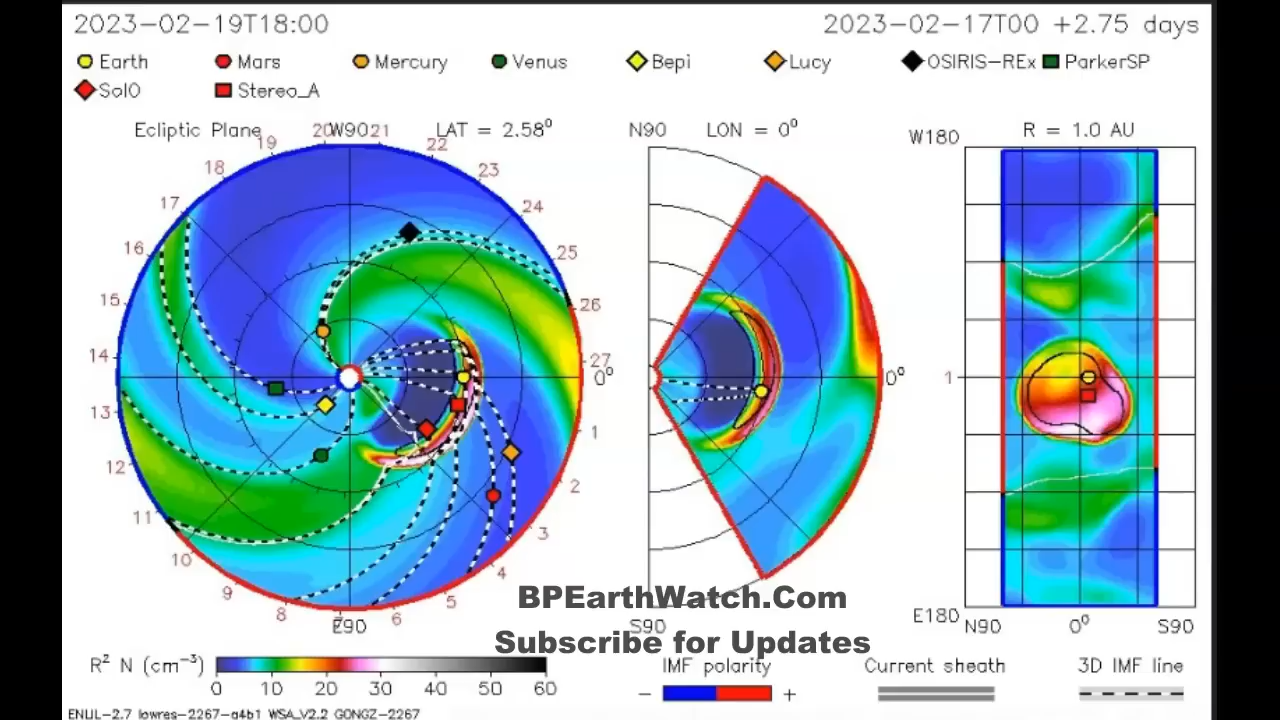 2023-02-19T18:00 2023-02-17T00 +2.75 days
Earth Mars Mercury Venus Bepi Lucy OSIRIS-REx ParkerSP
SolO Stereo_A
Ecliptic Plane W90 LAT = 2.58° N90 LON = 0° W180 R = 1.0 AU
20 21
19 22
18 23
17 24
16 25
15 26
14 27
0° 0° 1
13 1
12 2
11 3
10 4
9 5
8 7 6
E90 S90 E180 N90 0° S90
BPEarthWatch.Com
Subscribe for Updates
R² N (cm⁻³) IMF polarity Current sheath 3D IMF line
0 10 20 30 40 50 60 - +
ENLIL-2.7 lowres-2267-a4b1 WSA_V2.2 GONGZ-2267